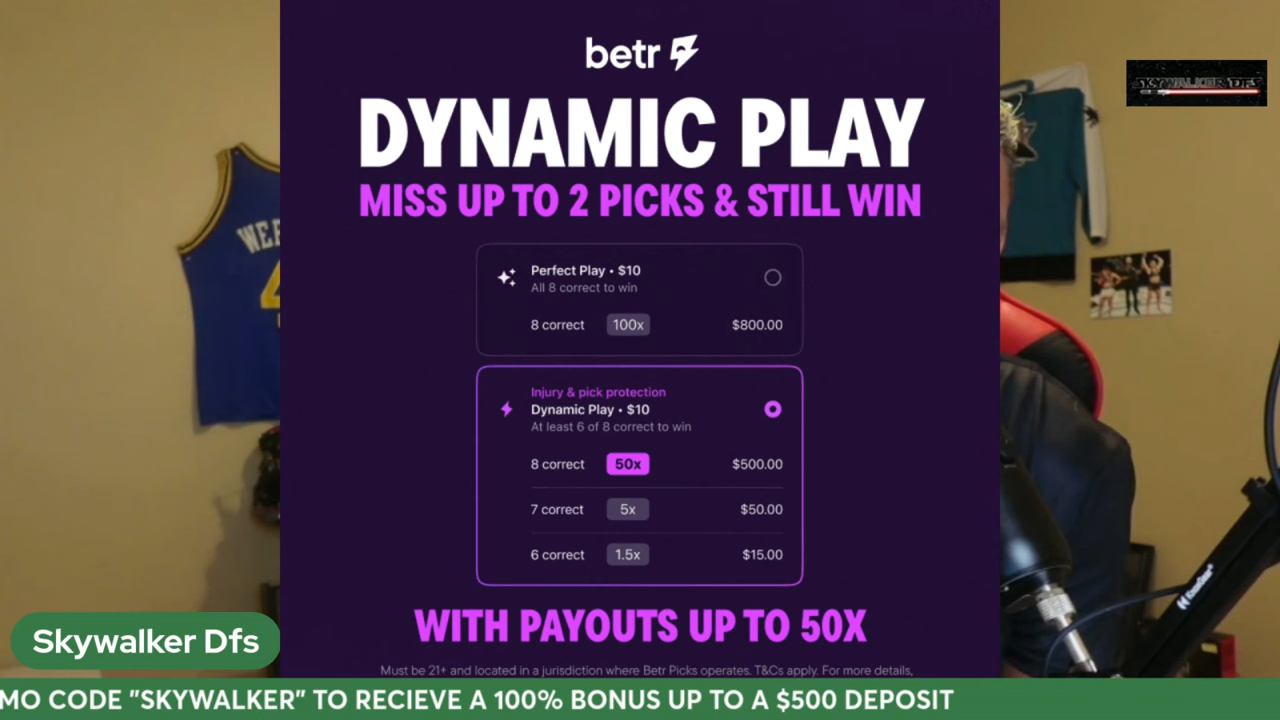 betr
DYNAMIC PLAY
MISS UP TO 2 PICKS & STILL WIN
Perfect Play • $10
All 8 correct to win
8 correct 100x $800.00
Injury & pick protection
Dynamic Play • $10
At least 6 of 8 correct to win
8 correct 50x $500.00
7 correct 5x $50.00
6 correct 1.5x $15.00
WITH PAYOUTS UP TO 50X
Must be 21+ and located in a jurisdiction where Betr Picks operates. T&Cs apply. For more details,
SKYWALKER DFS
Skywalker Dfs
MO CODE "SKYWALKER" TO RECIEVE A 100% BONUS UP TO A $500 DEPOSIT